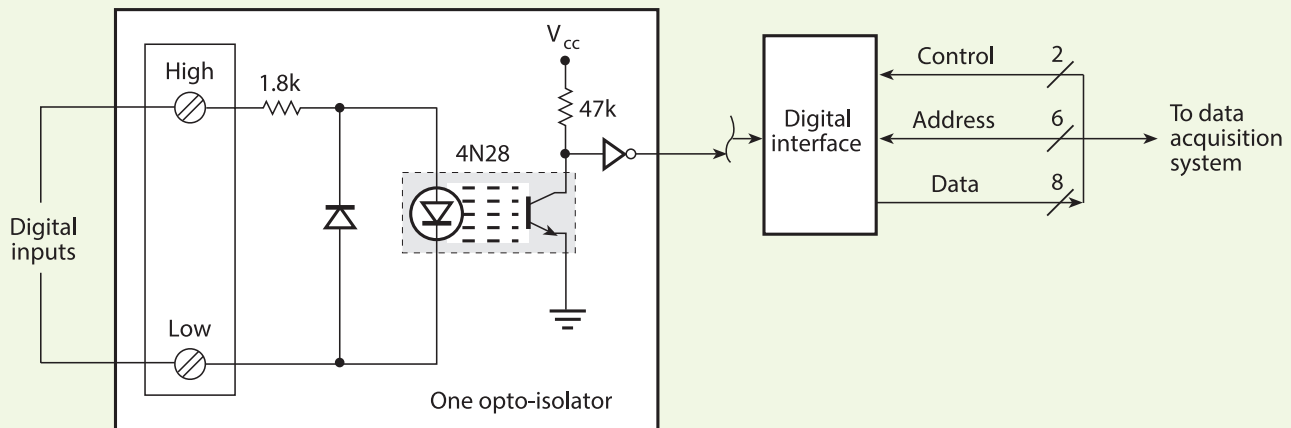 V cc
High
1.8k
47k
4N28
Digital
inputs
Low
One opto-isolator
Digital
interface
Control
2
Address
6
Data
8
To data
acquisition
system